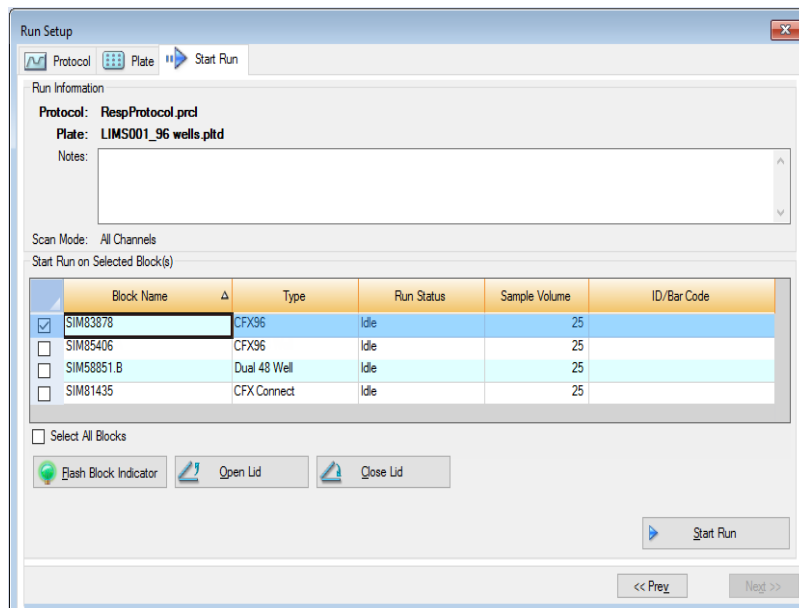 Run Setup
Protocol Plate Start Run
Run Information
Protocol: RespProtocol.prcl
Plate: LIMS001_96 wells.pltd
Notes:
Scan Mode: All Channels
Start Run on Selected Block(s)
Block Name Type Run Status Sample Volume ID/Bar Code
SIM83878 CFX96 Idle 25
SIM85406 CFX96 Idle 25
SIM58851.B Dual 48 Well Idle 25
SIM81435 CFX Connect Idle 25
Select All Blocks
Flash Block Indicator Open Lid Close Lid
Start Run
<< Prev Next >>